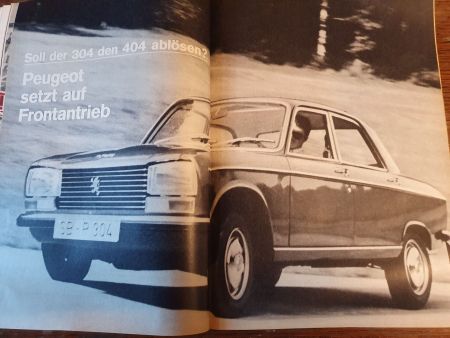 Soll der 304 den 404 ablösen?
Peugeot
setzt auf
Frontantrieb
SB-P 304